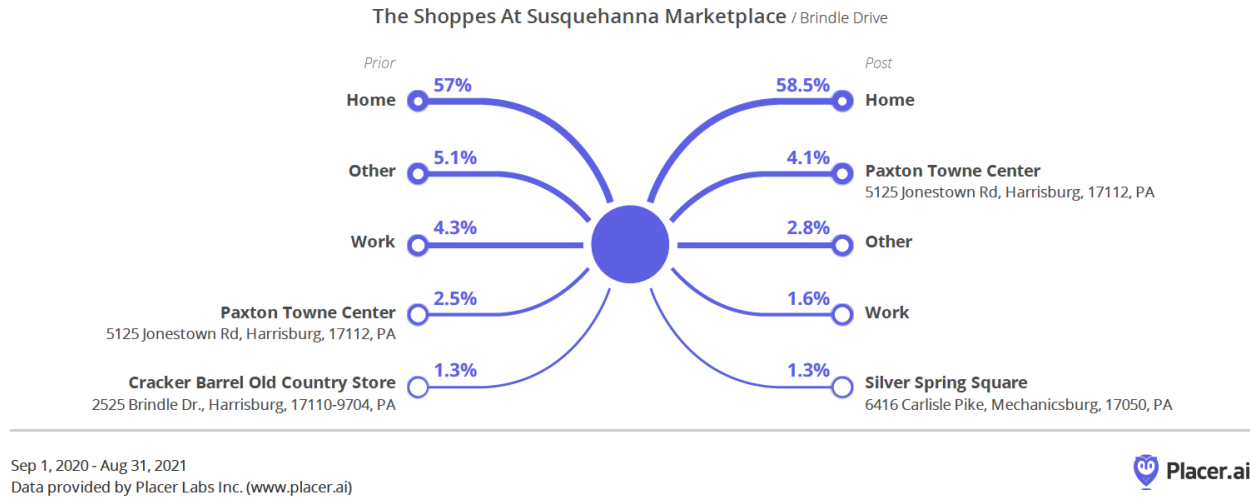 The Shoppes At Susquehanna Marketplace / Brindle Drive
Prior
57%
Home
5.1%
Other
4.3%
Work
2.5%
Paxton Towne Center
5125 Jonestown Rd, Harrisburg, 17112, PA
1.3%
Cracker Barrel Old Country Store
2525 Brindle Dr., Harrisburg, 17110-9704, PA
Post
58.5%
Home
4.1%
Paxton Towne Center
5125 Jonestown Rd, Harrisburg, 17112, PA
2.8%
Other
1.6%
Work
1.3%
Silver Spring Square
6416 Carlisle Pike, Mechanicsburg, 17050, PA
Sep 1, 2020 - Aug 31, 2021
Data provided by Placer Labs Inc. (www.placer.ai)
Placer.ai